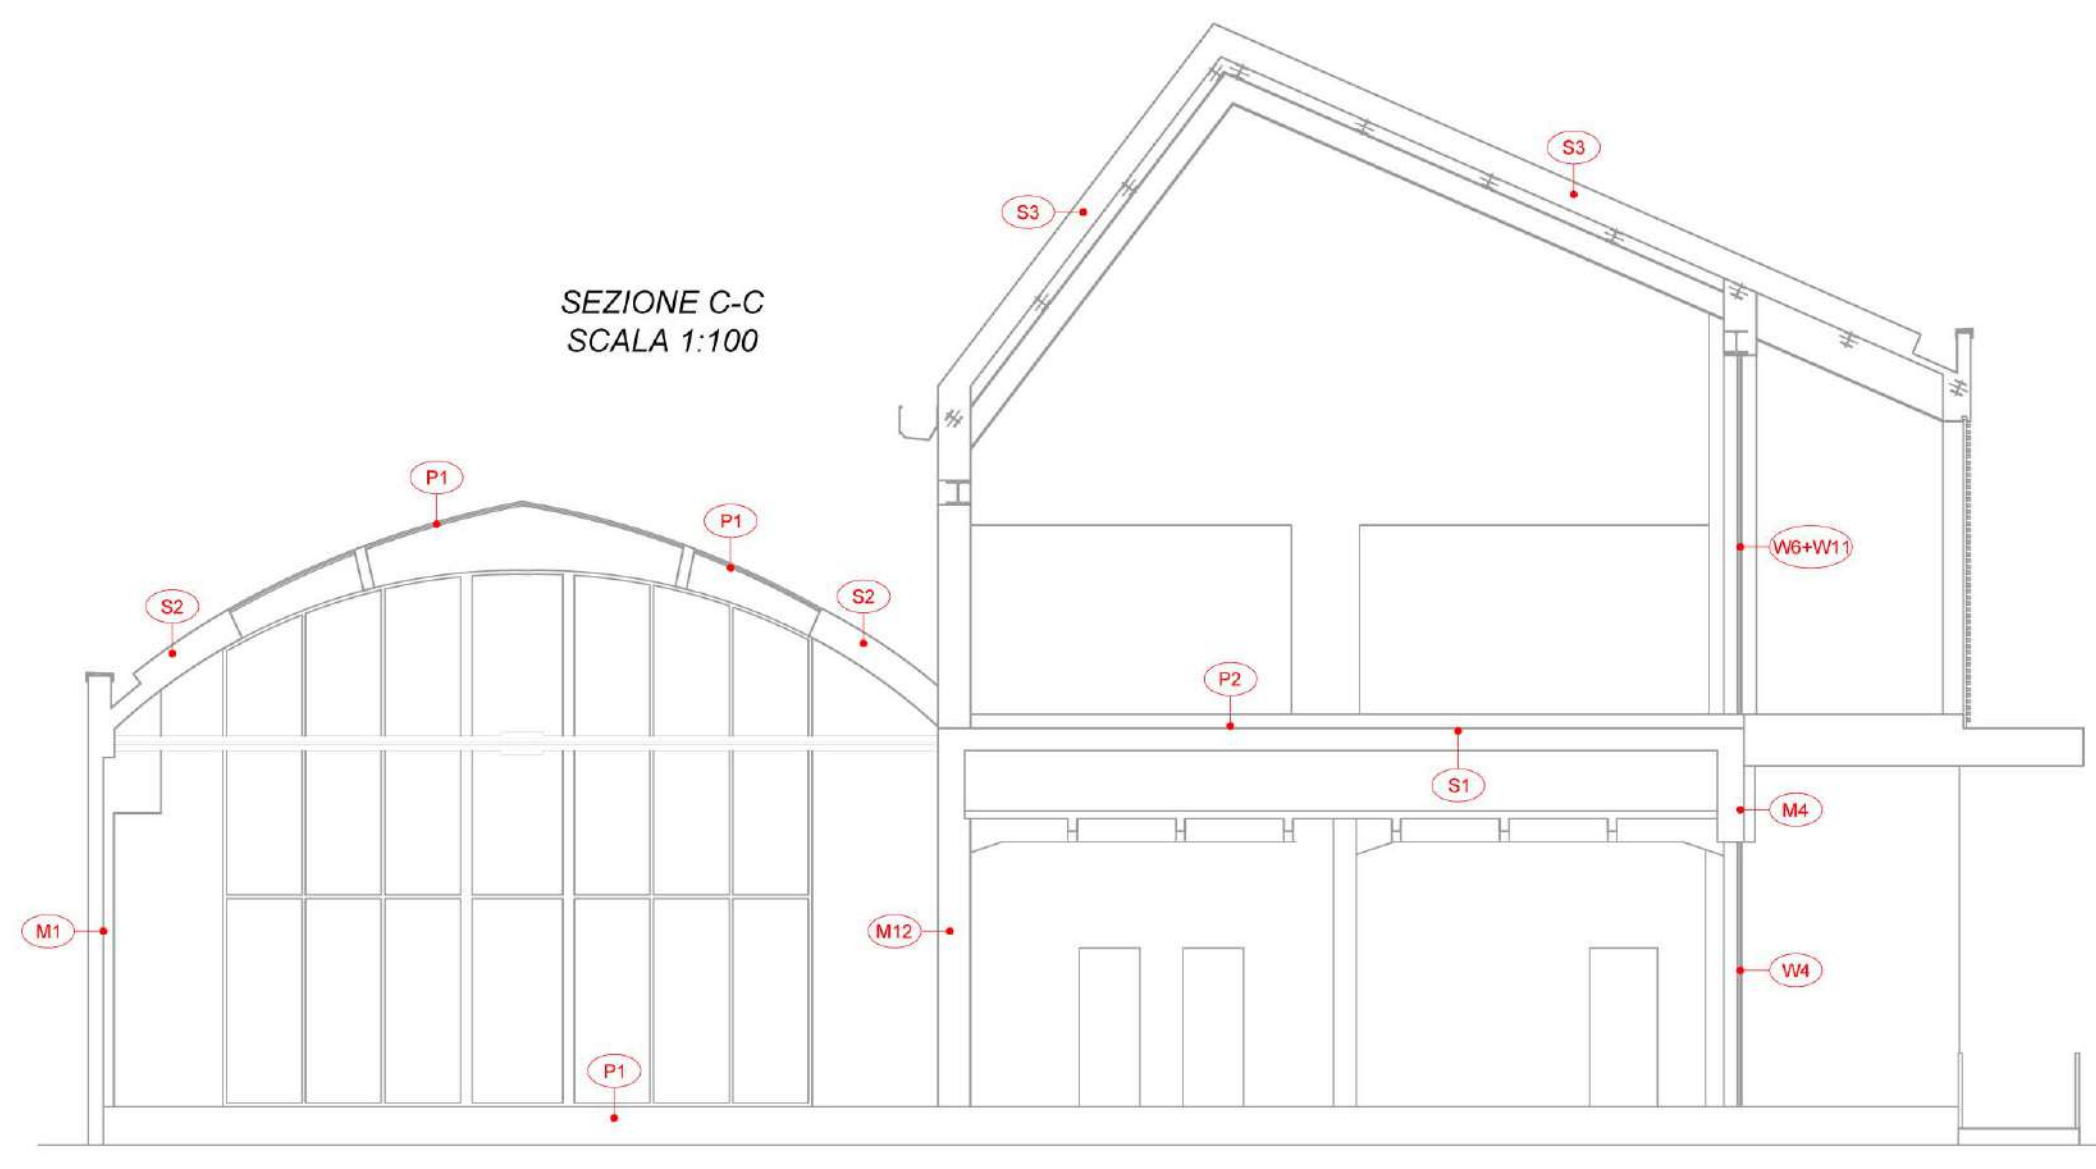 S3
S3
SEZIONE C-C
SCALA 1:100
P1
P1
W6+W11
S2
S2
P2
S1
M4
M1
M12
W4
P1